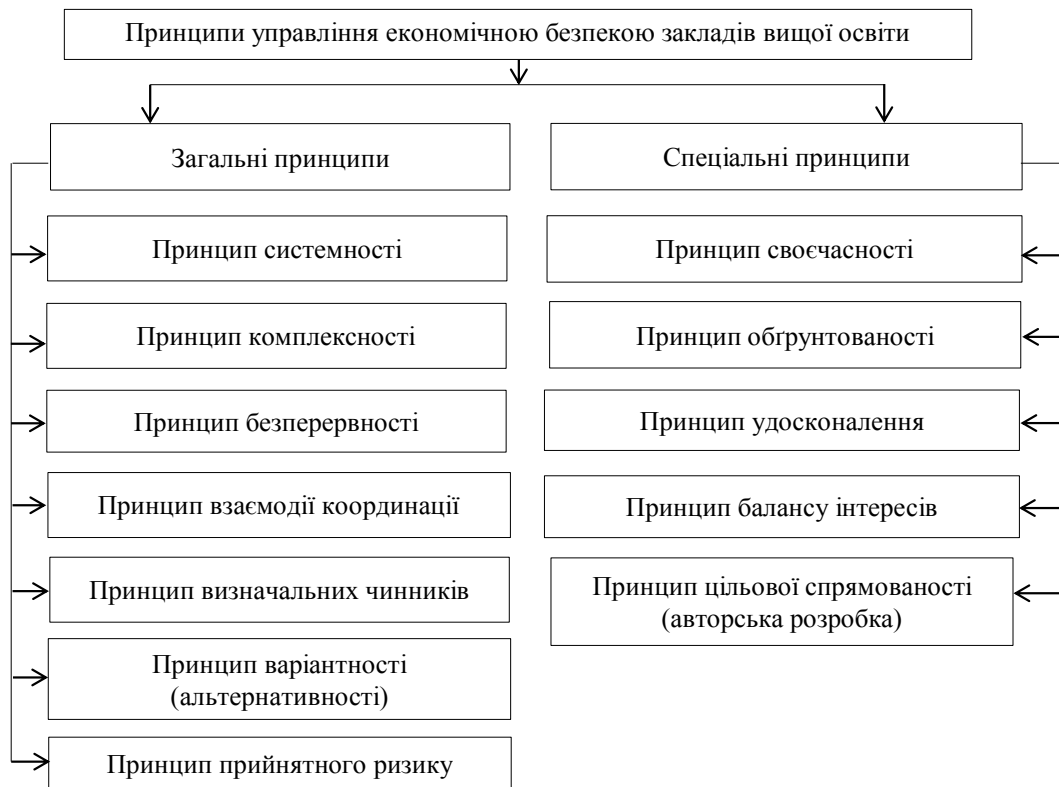 Принципи управління економічною безпекою закладів вищої освіти
Загальні принципи
Спеціальні принципи
Принцип системності
Принцип комплексності
Принцип безперервності
Принцип взаємодії координації
Принцип визначальних чинників
Принцип варіантності
(альтернативності)
Принцип прийнятного ризику
Принцип своєчасності
Принцип обґрунтованості
Принцип удосконалення
Принцип балансу інтересів
Принцип цільової спрямованості
(авторська розробка)